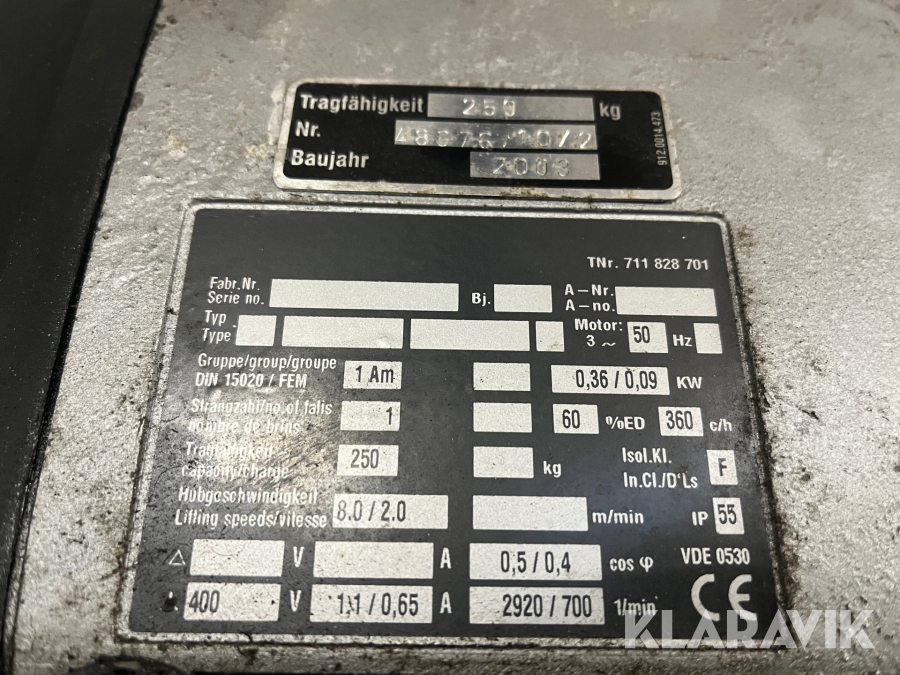 Tragfähigkeit 250 kg
Nr. 48676/10/2
Baujahr 2003
912.0014.473
TNr. 711 828 701
Fabr.Nr. Bj. A–Nr.
Serie no. A–no.
Typ Motor: 50 Hz
Type 3 ~
Gruppe/group/groupe
DIN 15020 / FEM 1 Am 0,36 / 0,09 KW
Strangzahl/no.of falls 1 60 %ED 360 c/h
nombre de brins
Tragfähigkeit 250 kg Isol.Kl. F
capacity/charge In.Cl./D'Ls
Hubgeschwindigkeit 8.0 / 2.0 m/min IP 55
Lifting speeds/vitesse
△ V A 0,5 / 0,4 cos φ VDE 0530
400 V 1,1 / 0,65 A 2920 / 700 1/min CE
KLARAVIK